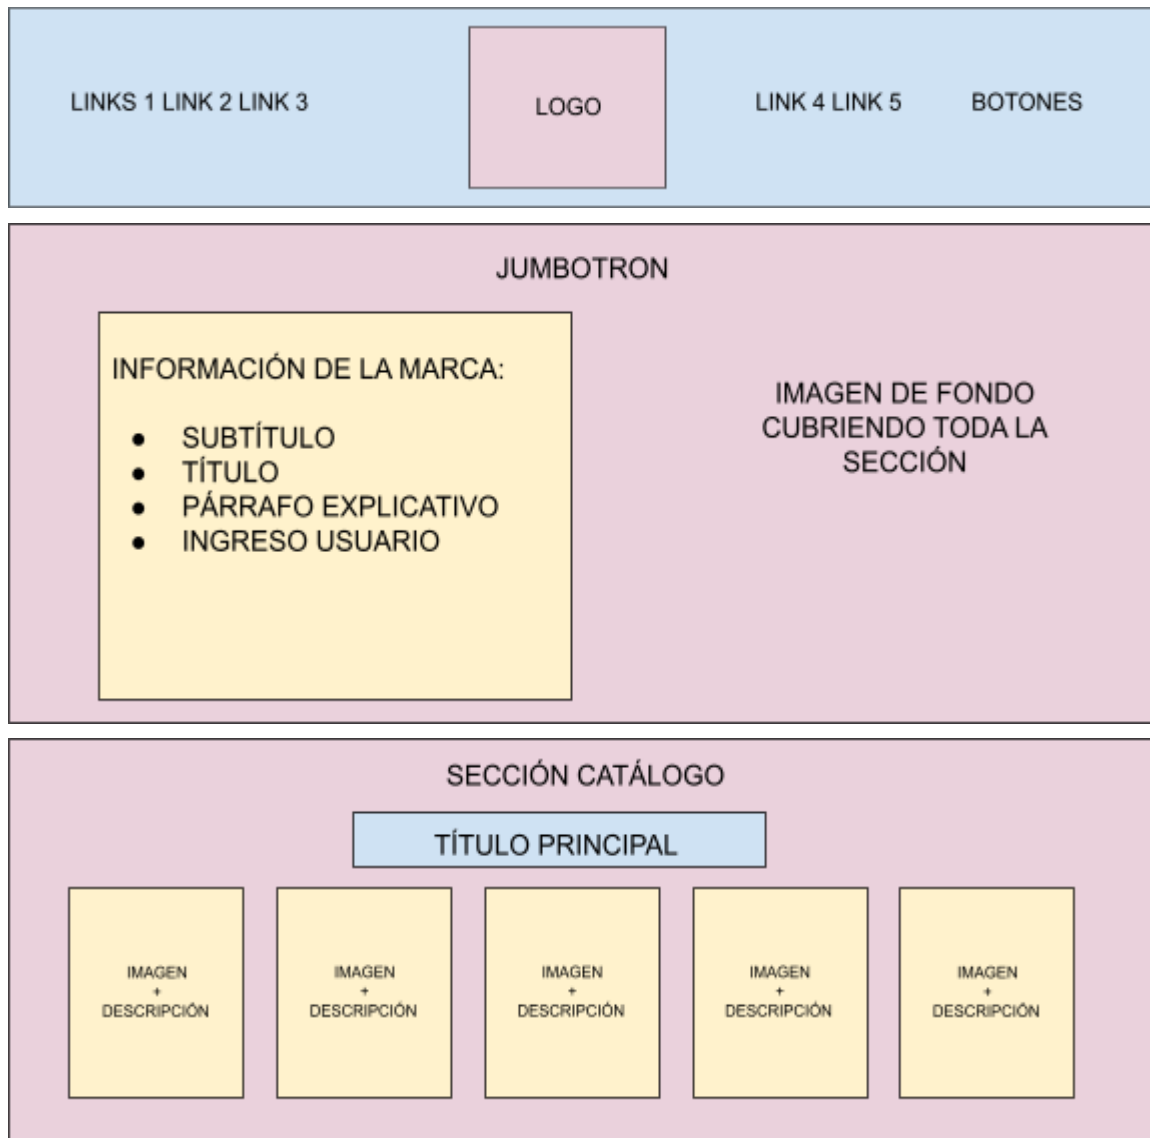 LINKS 1 LINK 2 LINK 3
LOGO
LINK 4 LINK 5
BOTONES
JUMBOTRON
INFORMACIÓN DE LA MARCA:
● SUBTÍTULO
● TÍTULO
● PÁRRAFO EXPLICATIVO
● INGRESO USUARIO
IMAGEN DE FONDO
CUBRIENDO TODA LA
SECCIÓN
SECCIÓN CATÁLOGO
TÍTULO PRINCIPAL
IMAGEN
+
DESCRIPCIÓN
IMAGEN
+
DESCRIPCIÓN
IMAGEN
+
DESCRIPCIÓN
IMAGEN
+
DESCRIPCIÓN
IMAGEN
+
DESCRIPCIÓN